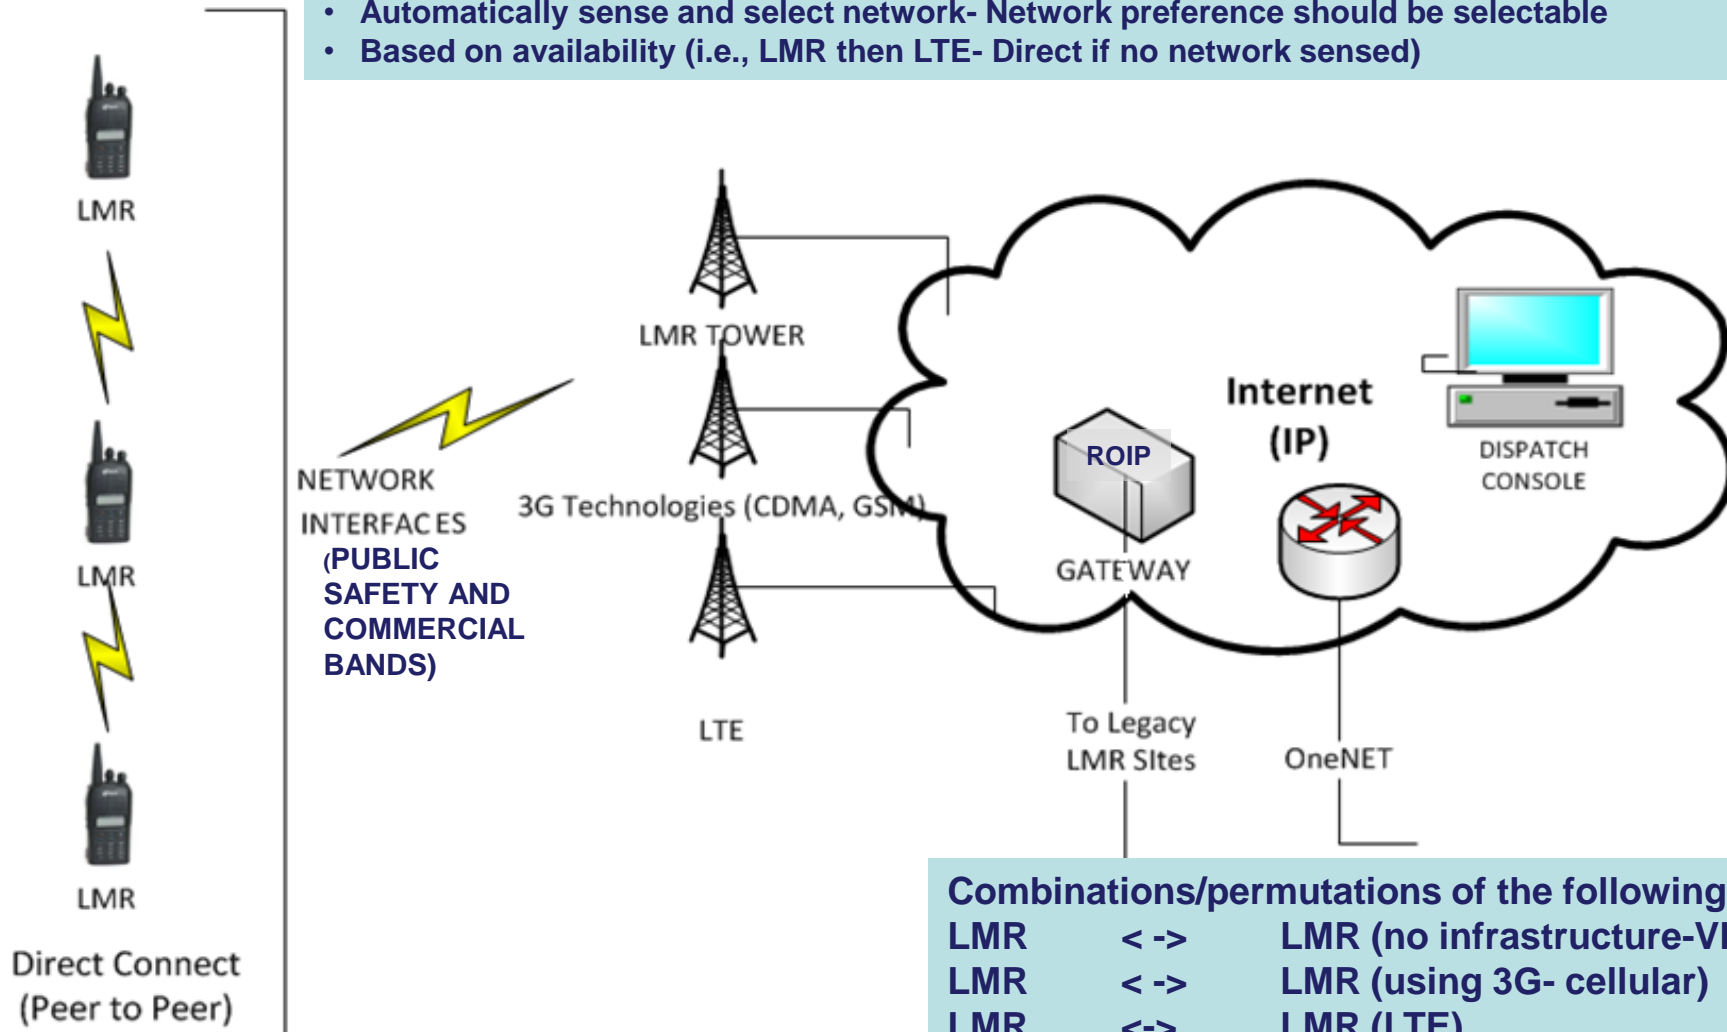 • Automatically sense and select network- Network preference should be selectable
• Based on availability (i.e., LMR then LTE- Direct if no network sensed)
LMR
LMR
LMR
Direct Connect
(Peer to Peer)
NETWORK
INTERFACES
(PUBLIC
SAFETY AND
COMMERCIAL
BANDS)
LMR TOWER
3G Technologies (CDMA, GSM)
LTE
Internet
(IP)
ROIP
GATEWAY
DISPATCH
CONSOLE
To Legacy
LMR SItes
OneNET
Combinations/permutations of the following
LMR < -> LMR (no infrastructure-
LMR < -> LMR (using 3G- cellular)
LMR <-> LMR (LTE)